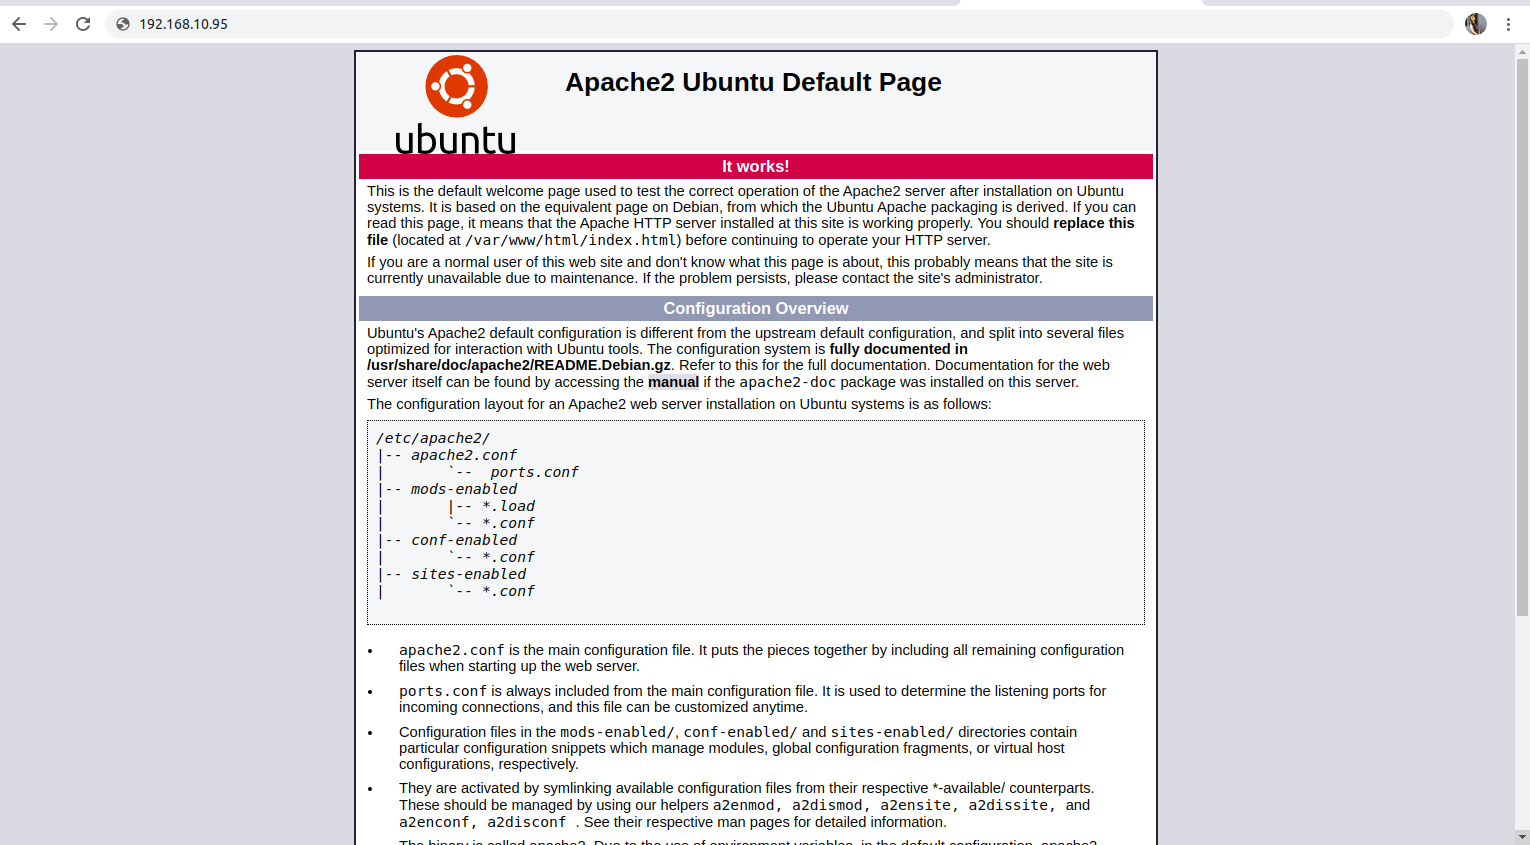 192.168.10.95
ubuntu
Apache2 Ubuntu Default Page
It works!
This is the default welcome page used to test the correct operation of the Apache2 server after installation on Ubuntu
systems. It is based on the equivalent page on Debian, from which the Ubuntu Apache packaging is derived. If you can
read this page, it means that the Apache HTTP server installed at this site is working properly. You should replace this
file (located at /var/www/html/index.html) before continuing to operate your HTTP server.
If you are a normal user of this web site and don't know what this page is about, this probably means that the site is
currently unavailable due to maintenance. If the problem persists, please contact the site's administrator.
Configuration Overview
Ubuntu's Apache2 default configuration is different from the upstream default configuration, and split into several files
optimized for interaction with Ubuntu tools. The configuration system is fully documented in
/usr/share/doc/apache2/README.Debian.gz. Refer to this for the full documentation. Documentation for the web
server itself can be found by accessing the manual if the apache2-doc package was installed on this server.
The configuration layout for an Apache2 web server installation on Ubuntu systems is as follows:
/etc/apache2/
|-- apache2.conf
|       `--  ports.conf
|-- mods-enabled
|       |-- *.load
|       `-- *.conf
|-- conf-enabled
|       `-- *.conf
|-- sites-enabled
|       `-- *.conf
• apache2.conf is the main configuration file. It puts the pieces together by including all remaining configuration
files when starting up the web server.
• ports.conf is always included from the main configuration file. It is used to determine the listening ports for
incoming connections, and this file can be customized anytime.
• Configuration files in the mods-enabled/, conf-enabled/ and sites-enabled/ directories contain
particular configuration snippets which manage modules, global configuration fragments, or virtual host
configurations, respectively.
• They are activated by symlinking available configuration files from their respective *-available/ counterparts.
These should be managed by using our helpers a2enmod, a2dismod, a2ensite, a2dissite, and
a2enconf, a2disconf . See their respective man pages for detailed information.
The binary is called apache2. Due to the use of environment variables, in the default configuration, apache2